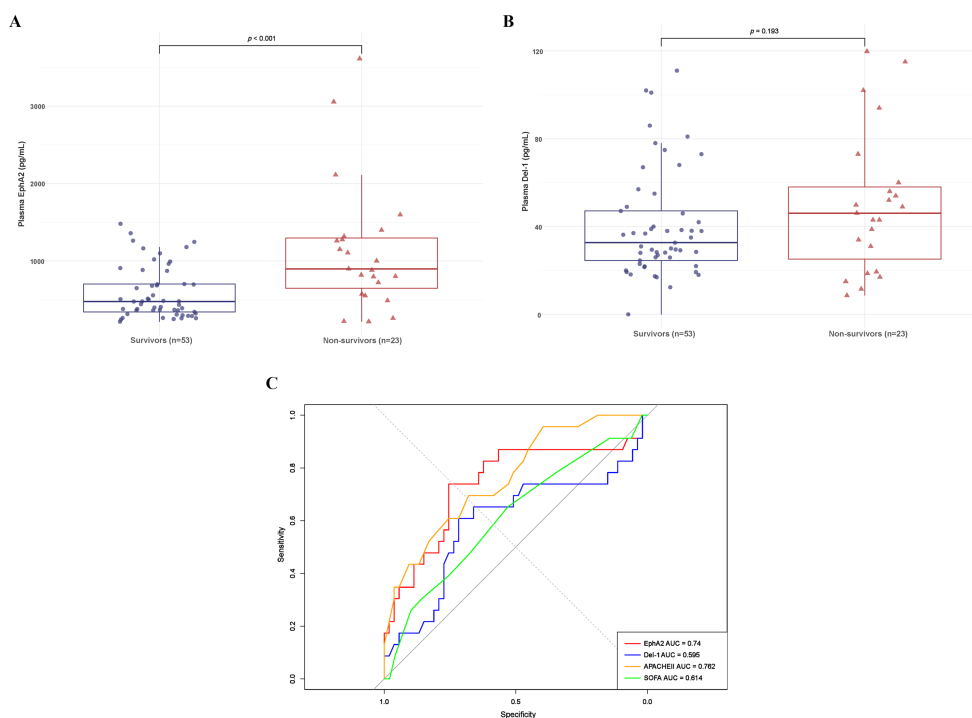 A
p < 0.001
Plasma EphA2 (pg/mL)
3000
2000
1000
Survivors (n=53)
Non-survivors (n=23)
B
p = 0.193
Plasma Del-1 (pg/mL)
120
80
40
0
Survivors (n=53)
Non-survivors (n=23)
C
Sensitivity
1.0
0.8
0.6
0.4
0.2
0.0
1.0
0.5
0.0
Specificity
EphA2 AUC = 0.74
Del-1 AUC = 0.595
APACHEII AUC = 0.762
SOFA AUC = 0.614